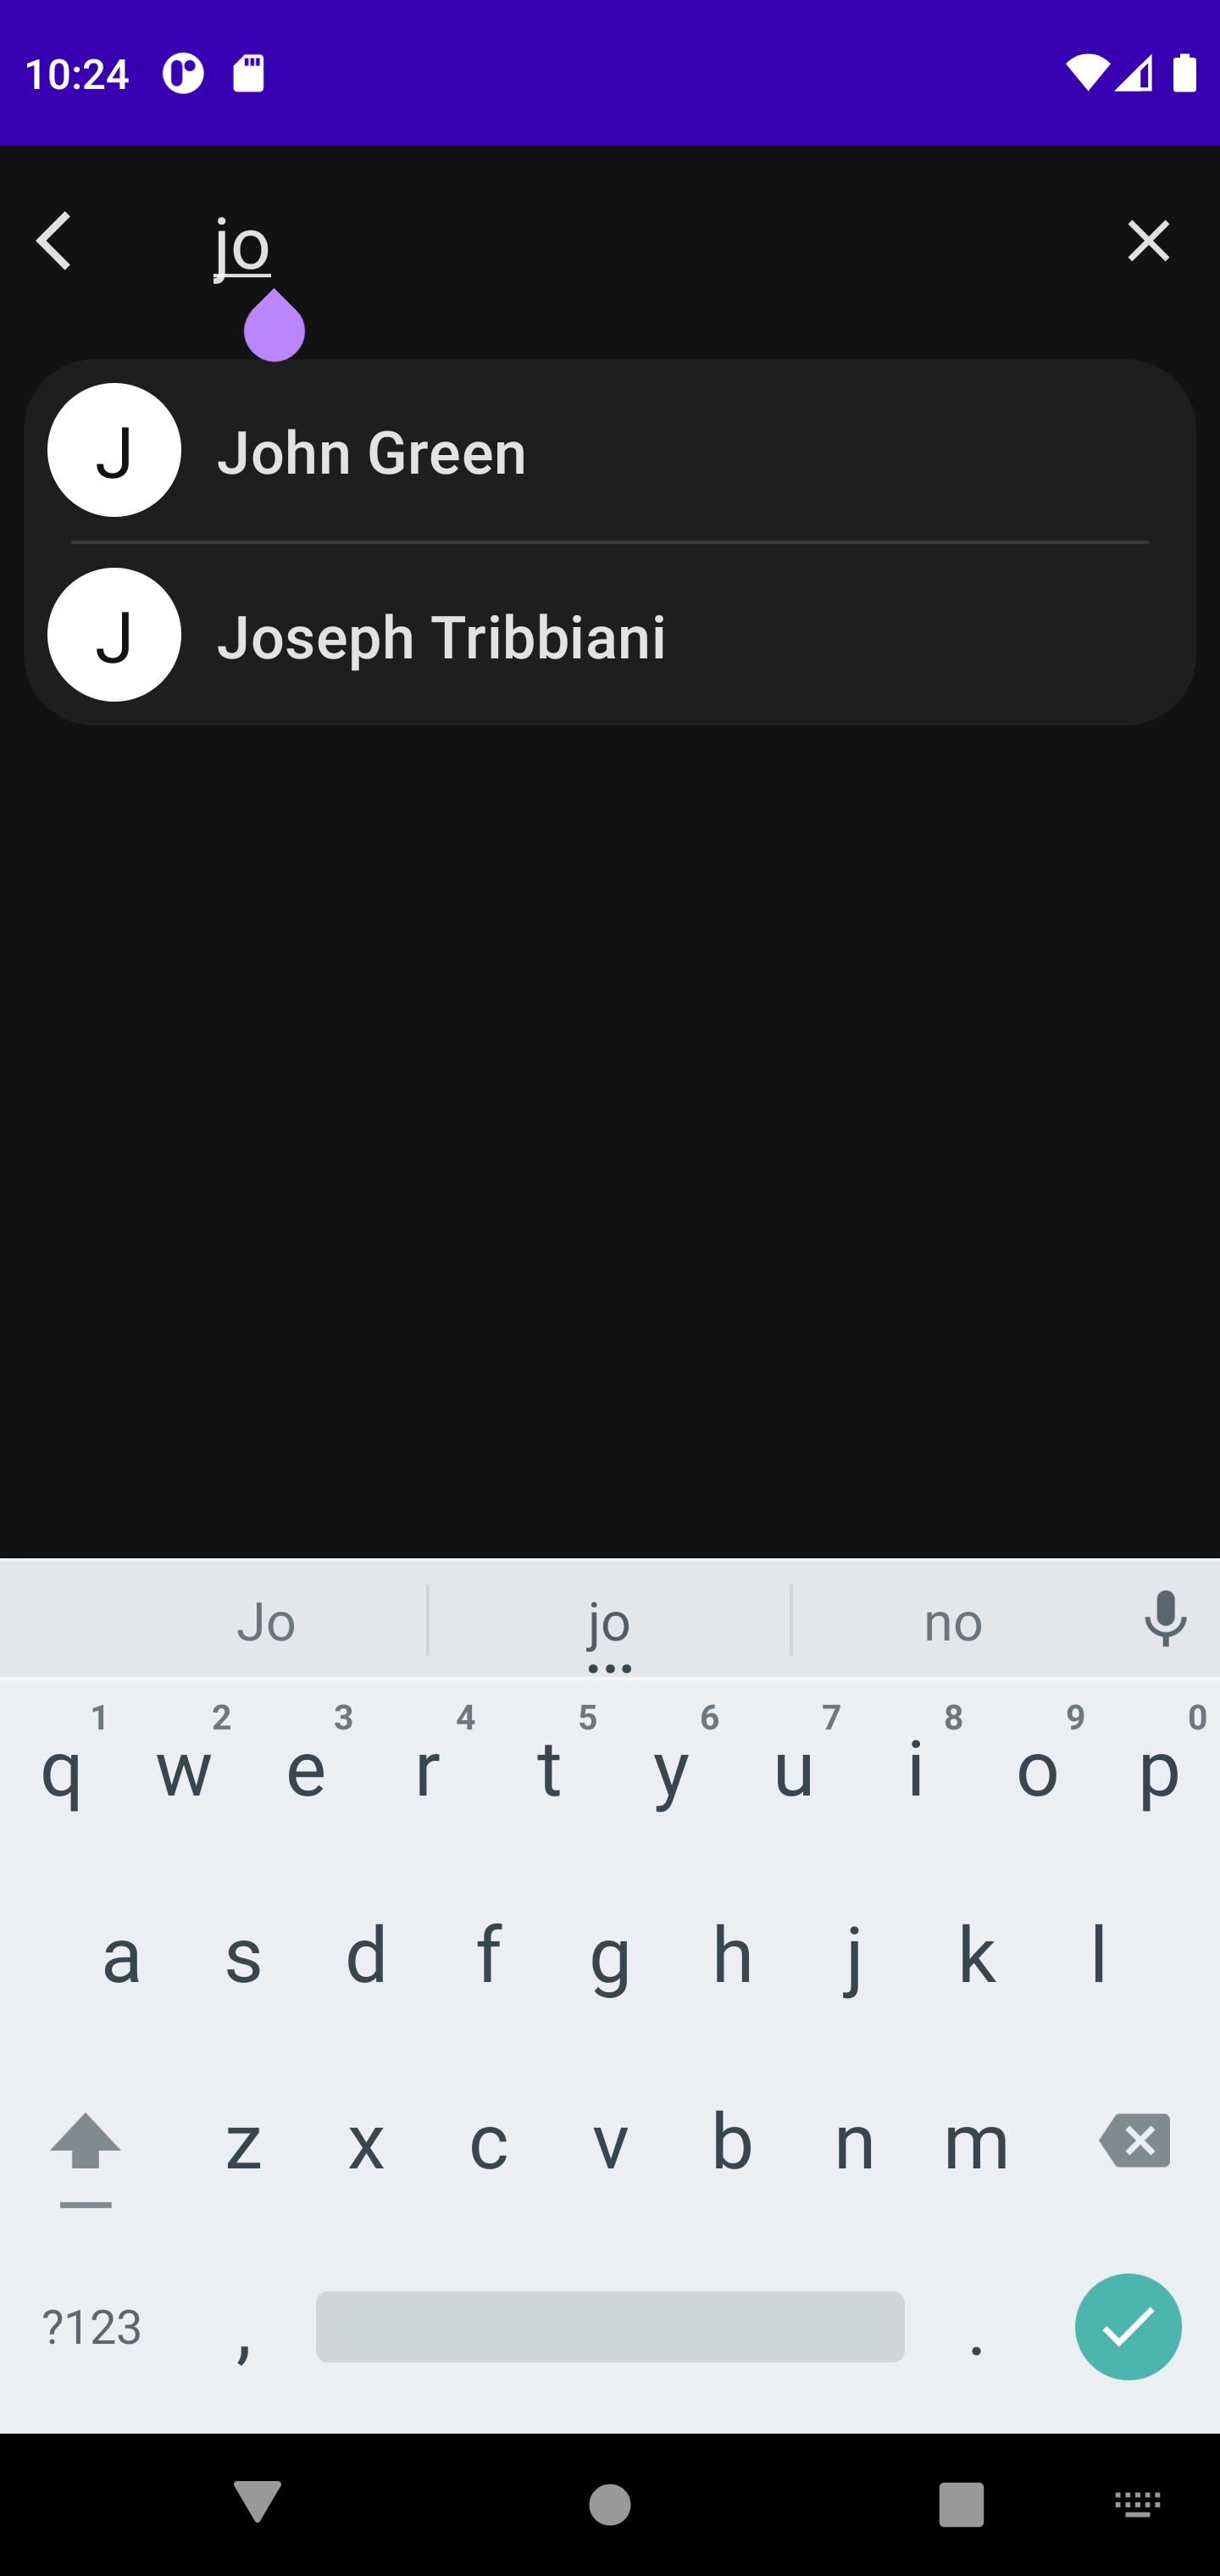 10:24
jo
J John Green
J Joseph Tribbiani
Jo jo no
1 2 3 4 5 6 7 8 9 0
q w e r t y u i o p
a s d f g h j k l
z x c v b n m
?123 , .